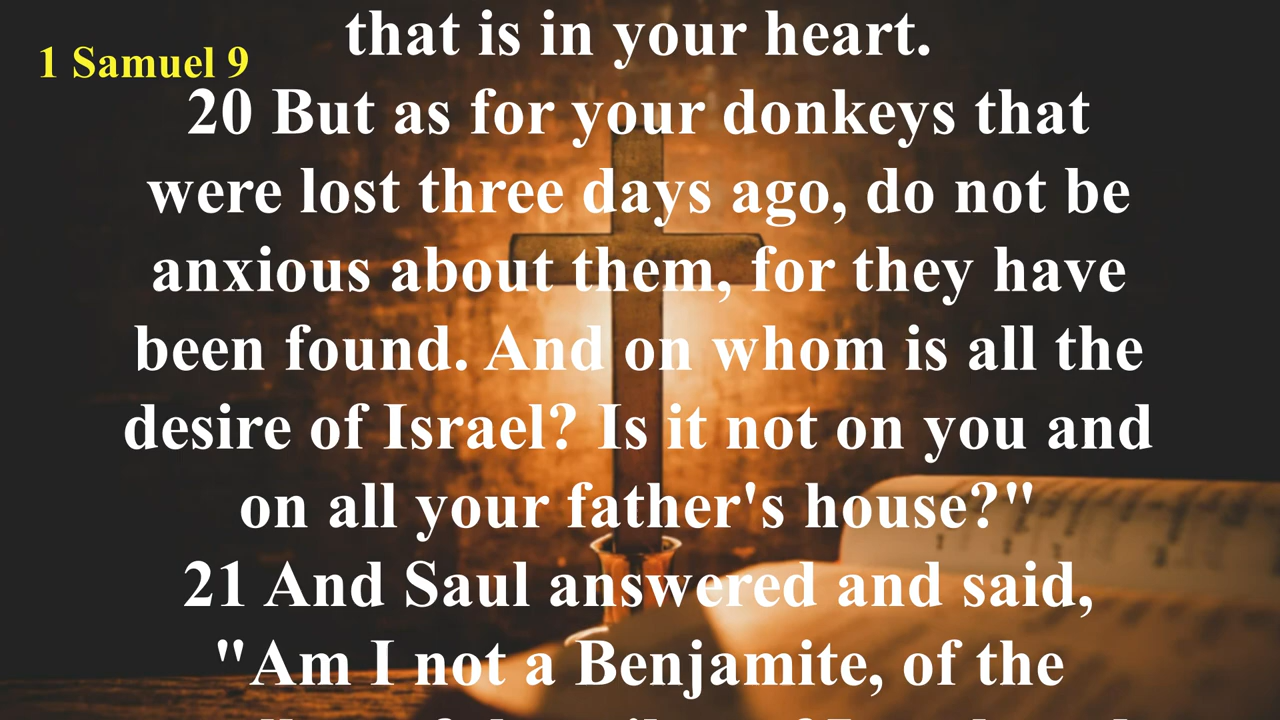 that is in your heart.
1 Samuel 9
20 But as for your donkeys that
were lost three days ago, do not be
anxious about them, for they have
been found. And on whom is all the
desire of Israel? Is it not on you and
on all your father's house?"
21 And Saul answered and said,
"Am I not a Benjamite, of the